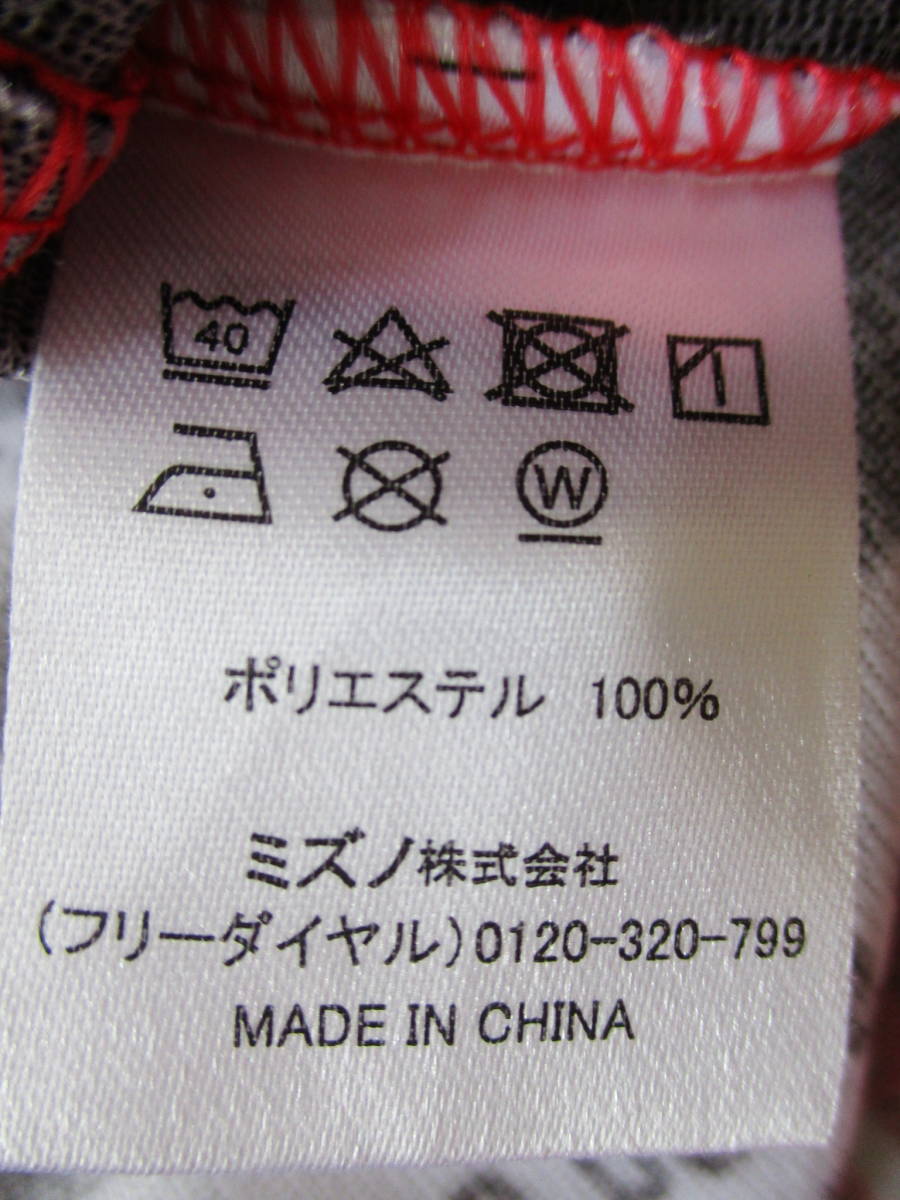 40
W
ポリエステル 100%
ミズノ株式会社
(フリーダイヤル)0120-320-799
MADE IN CHINA